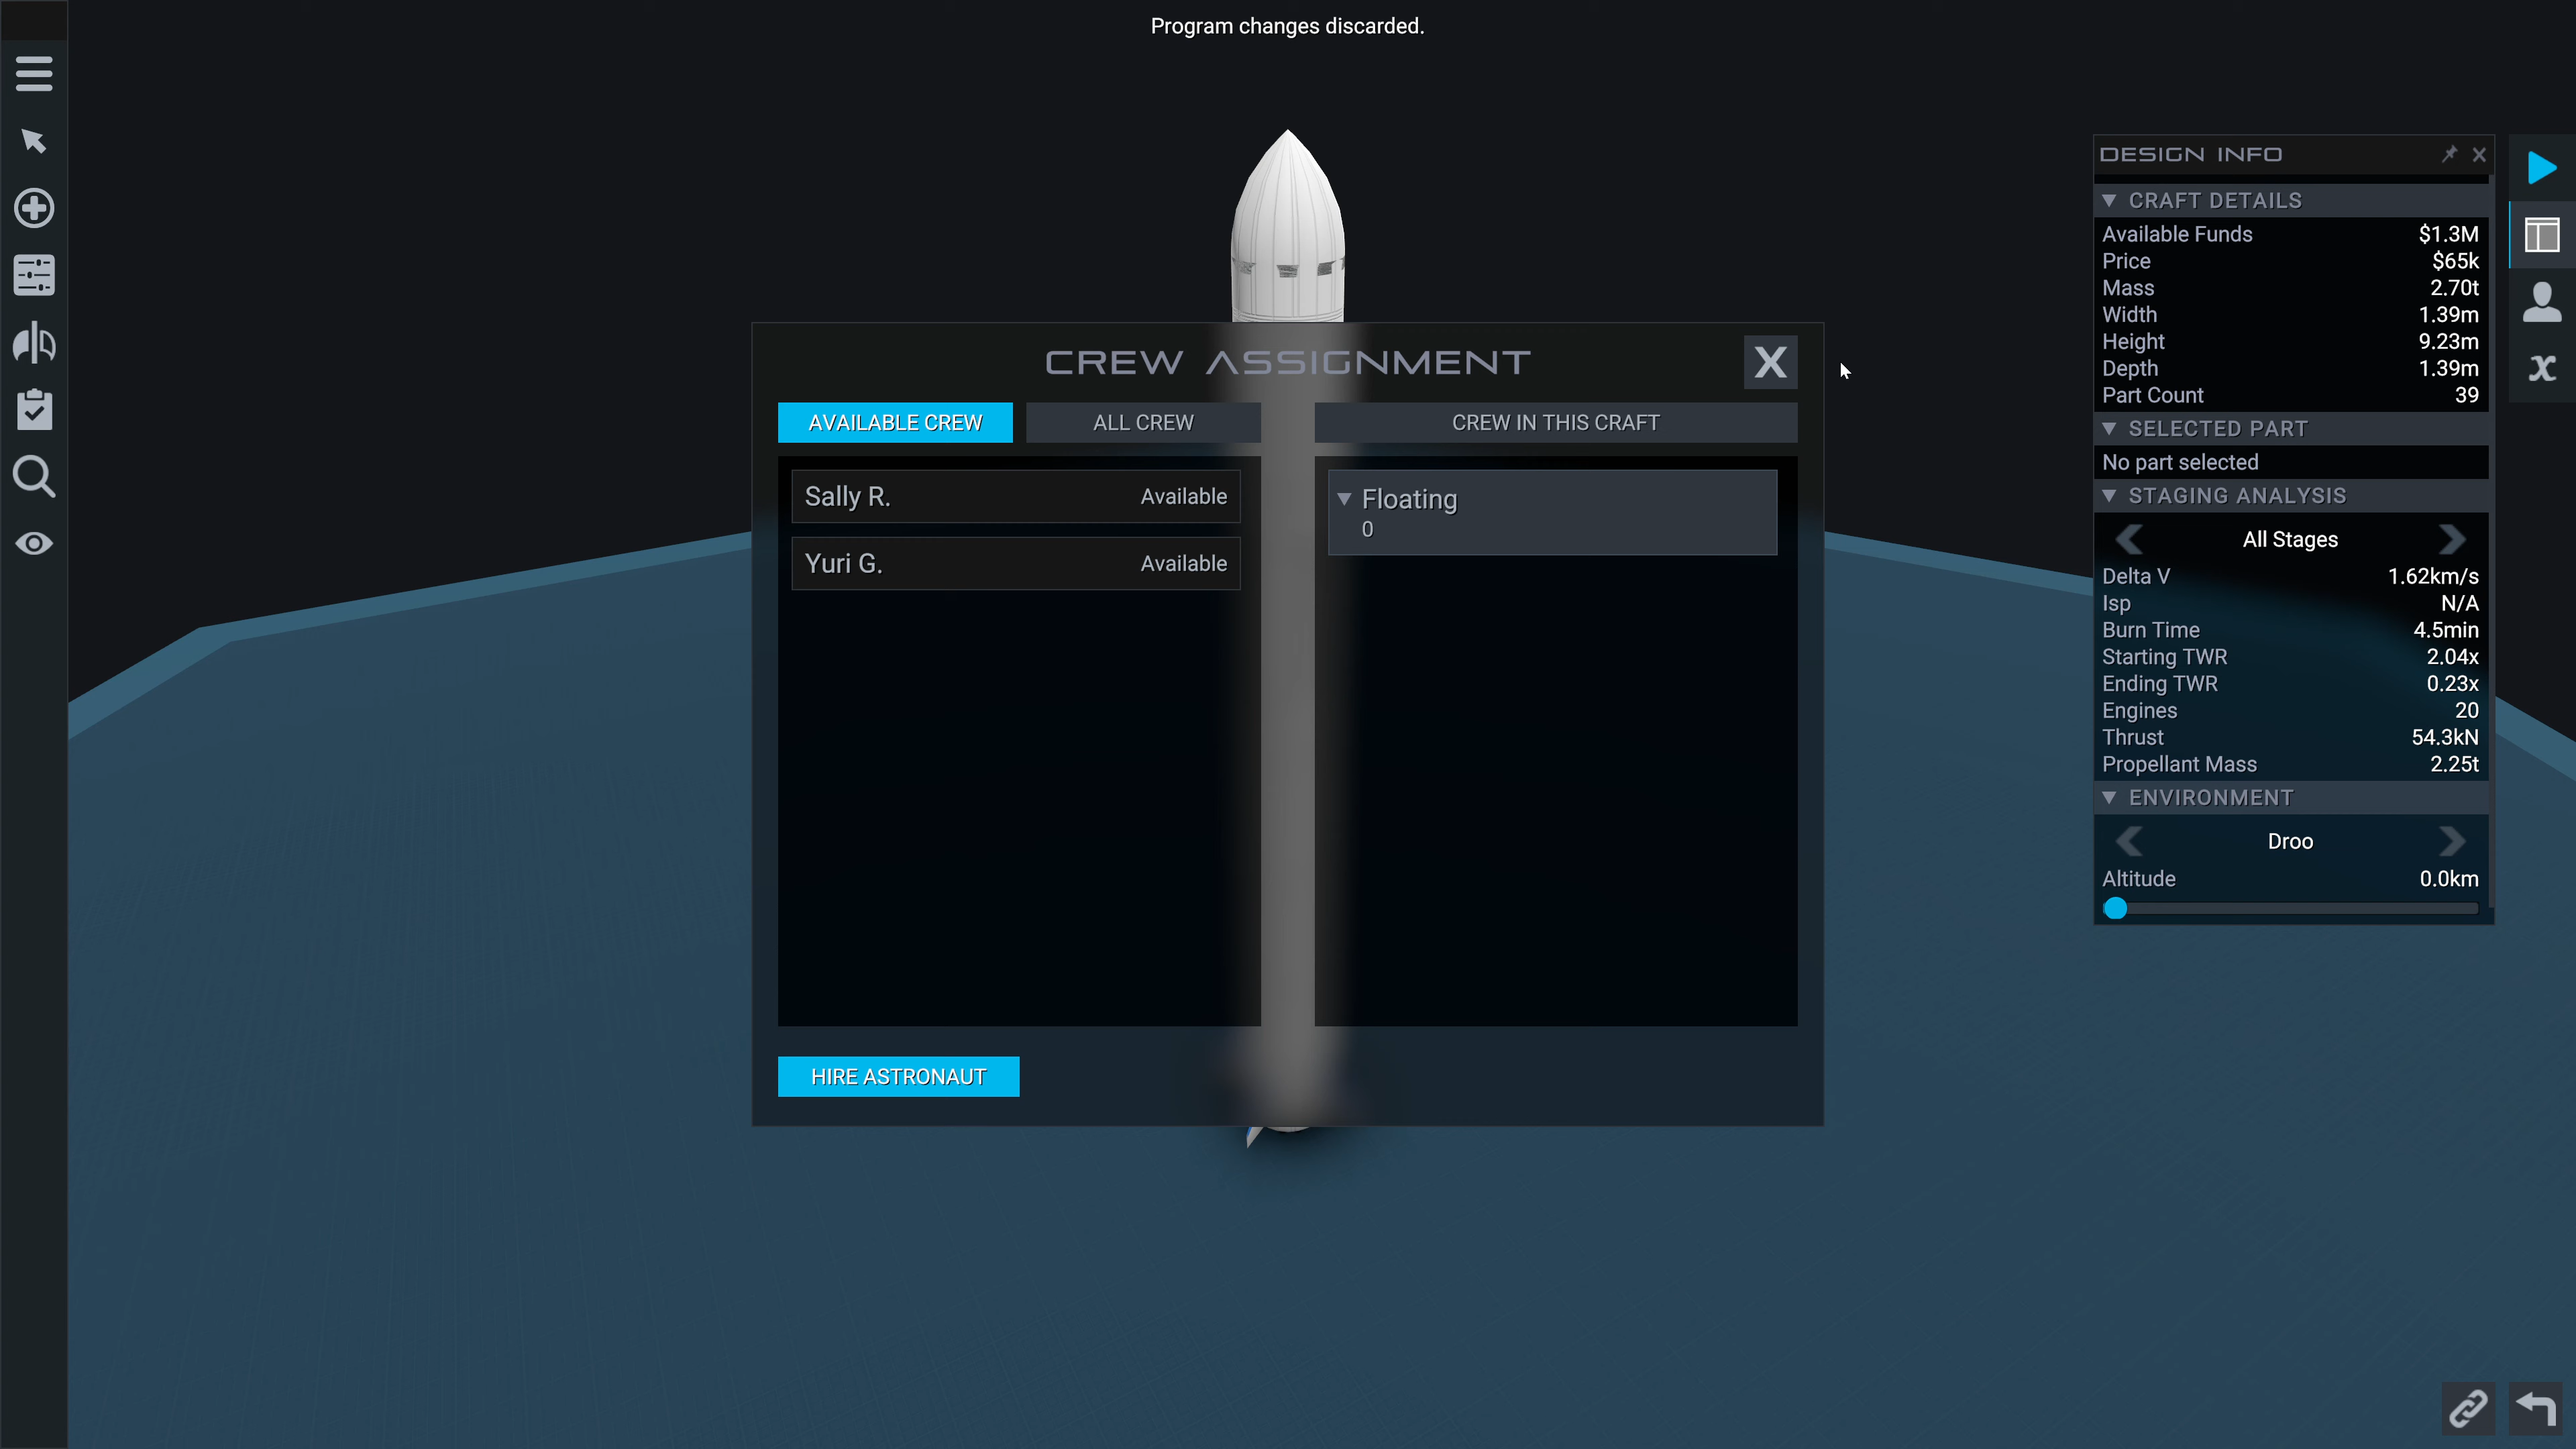 Program changes discarded.
CREW ASSIGNMENT
X
AVAILABLE CREW
ALL CREW
CREW IN THIS CRAFT
Sally R. Available
Yuri G. Available
Floating
0
HIRE ASTRONAUT
DESIGN INFO
CRAFT DETAILS
Available Funds $1.3M
Price $65k
Mass 2.70t
Width 1.39m
Height 9.23m
Depth 1.39m
Part Count 39
SELECTED PART
No part selected
STAGING ANALYSIS
All Stages
Delta V 1.62km/s
Isp N/A
Burn Time 4.5min
Starting TWR 2.04x
Ending TWR 0.23x
Engines 20
Thrust 54.3kN
Propellant Mass 2.25t
ENVIRONMENT
Droo
Altitude 0.0km
x